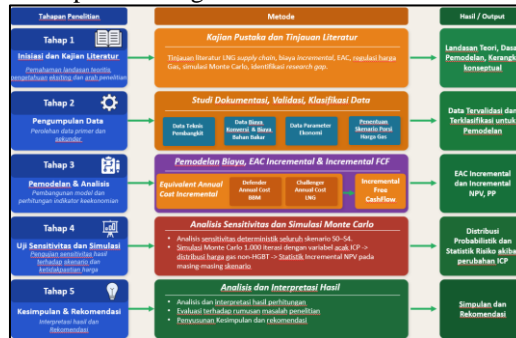 Tahapan Penelitian
Metode
Hasil / Output
Tahap 1
Inisiasi dan Kajian Literatur
Pemahaman landasan teoritis,
pengetahuan eksisting dan arah penelitian
Kajian Pustaka dan Tinjauan Literatur
Tinjauan literatur LNG supply chain, biaya incremental, EAC, regulasi harga
Gas, simulasi Monte Carlo, identifikasi research gap.
Landasan Teori, Dasa
Pemodelan, Kerangk
konseptual
Tahap 2
Pengumpulan Data
Perolehan data primer dan
sekunder
Studi Dokumentasi, Validasi, Klasifikasi Data
Data Teknis
Pembangkit
Data Biaya
Konversi & Biaya
Bahan Bakar
Data Parameter
Ekonomi
Penentuan
Skenario Porsi
Harga Gas
Data Tervalidasi dan
Terklasifikasi untuk
Pemodelan
Tahap 3
Pemodelan & Analisis
Pembangunan model dan
perhitungan indikator keekonomian
Pemodelan Biaya, EAC Incremental & Incremental FCF
Equivalent Annual
Cost Incremental
Defender
Annual Cost
BBM
Challenger
Annual Cost
LNG
Incremental
Free
CashFlow
EAC Incremental
dan Incremental
NPV, PP
Tahap 4
Uji Sensitivitas dan Simulasi
Pengujian sensitivitas hasil
terhadap skenario dan
ketidakpastian harga
Analisis Sensitivitas dan Simulasi Monte Carlo
• Analisis sensitivitas deterministik seluruh skenario S0–S4.
• Simulasi Monte Carlo 1.000 iterasi dengan variabel acak ICP ->
distribusi harga gas non-HGBT -> Statistik Incremental NPV pada
masing-masing skenario
Distribusi
Probabilistik dan
Statistik Risiko akiba
perubahan ICP
Tahap 5
Kesimpulan & Rekomendasi
Interpretasi hasil dan
Rekomendasi
Analisis dan Interpretasi Hasil
• Analisis dan interpretasi hasil perhitungan
• Evaluasi terhadap rumusan masalah penelitian
• Penyusunan Kesimpulan dan rekomendasi
Simpulan dan
Rekomendasi